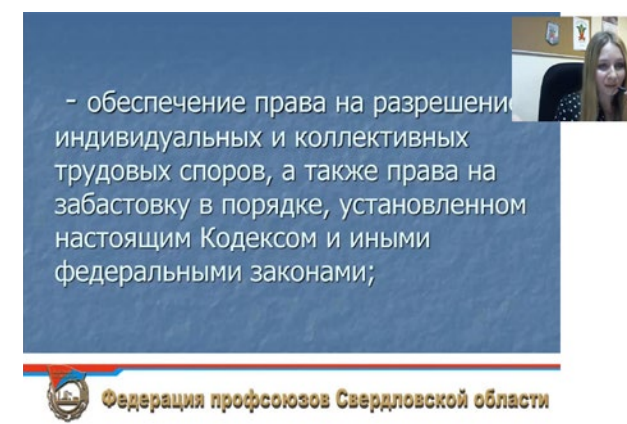 - обеспечение права на разрешение
индивидуальных и коллективных
трудовых споров, а также права на
забастовку в порядке, установленном
настоящим Кодексом и иными
федеральными законами;
Федерация профсоюзов Свердловской области